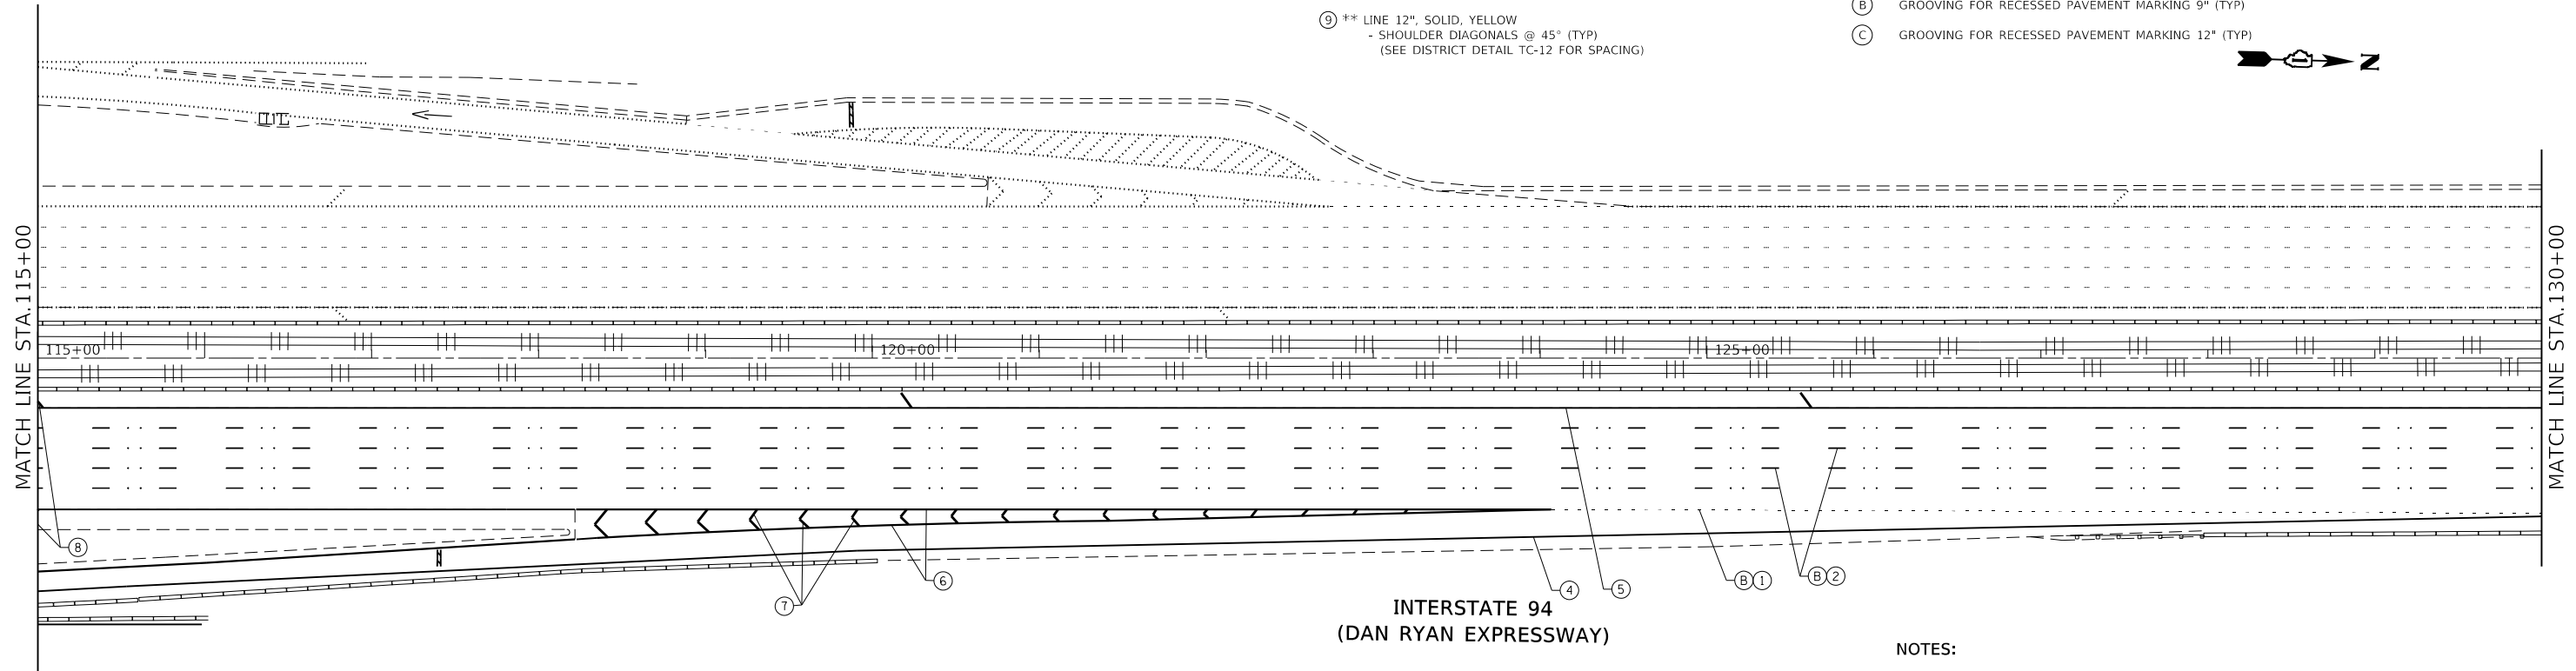 Ⓑ GROOVING FOR RECESSED PAVEMENT MARKING 9" (TYP)
⑨ ** LINE 12", SOLID, YELLOW
- SHOULDER DIAGONALS @ 45° (TYP)
(SEE DISTRICT DETAIL TC-12 FOR SPACING)
Ⓒ GROOVING FOR RECESSED PAVEMENT MARKING 12" (TYP)
N
MATCH LINE STA.115+00
MATCH LINE STA.130+00
115+00
120+00
125+00
⑧
⑦
⑥
④
⑤
Ⓑ ①
Ⓑ ②
INTERSTATE 94
(DAN RYAN EXPRESSWAY)
NOTES: